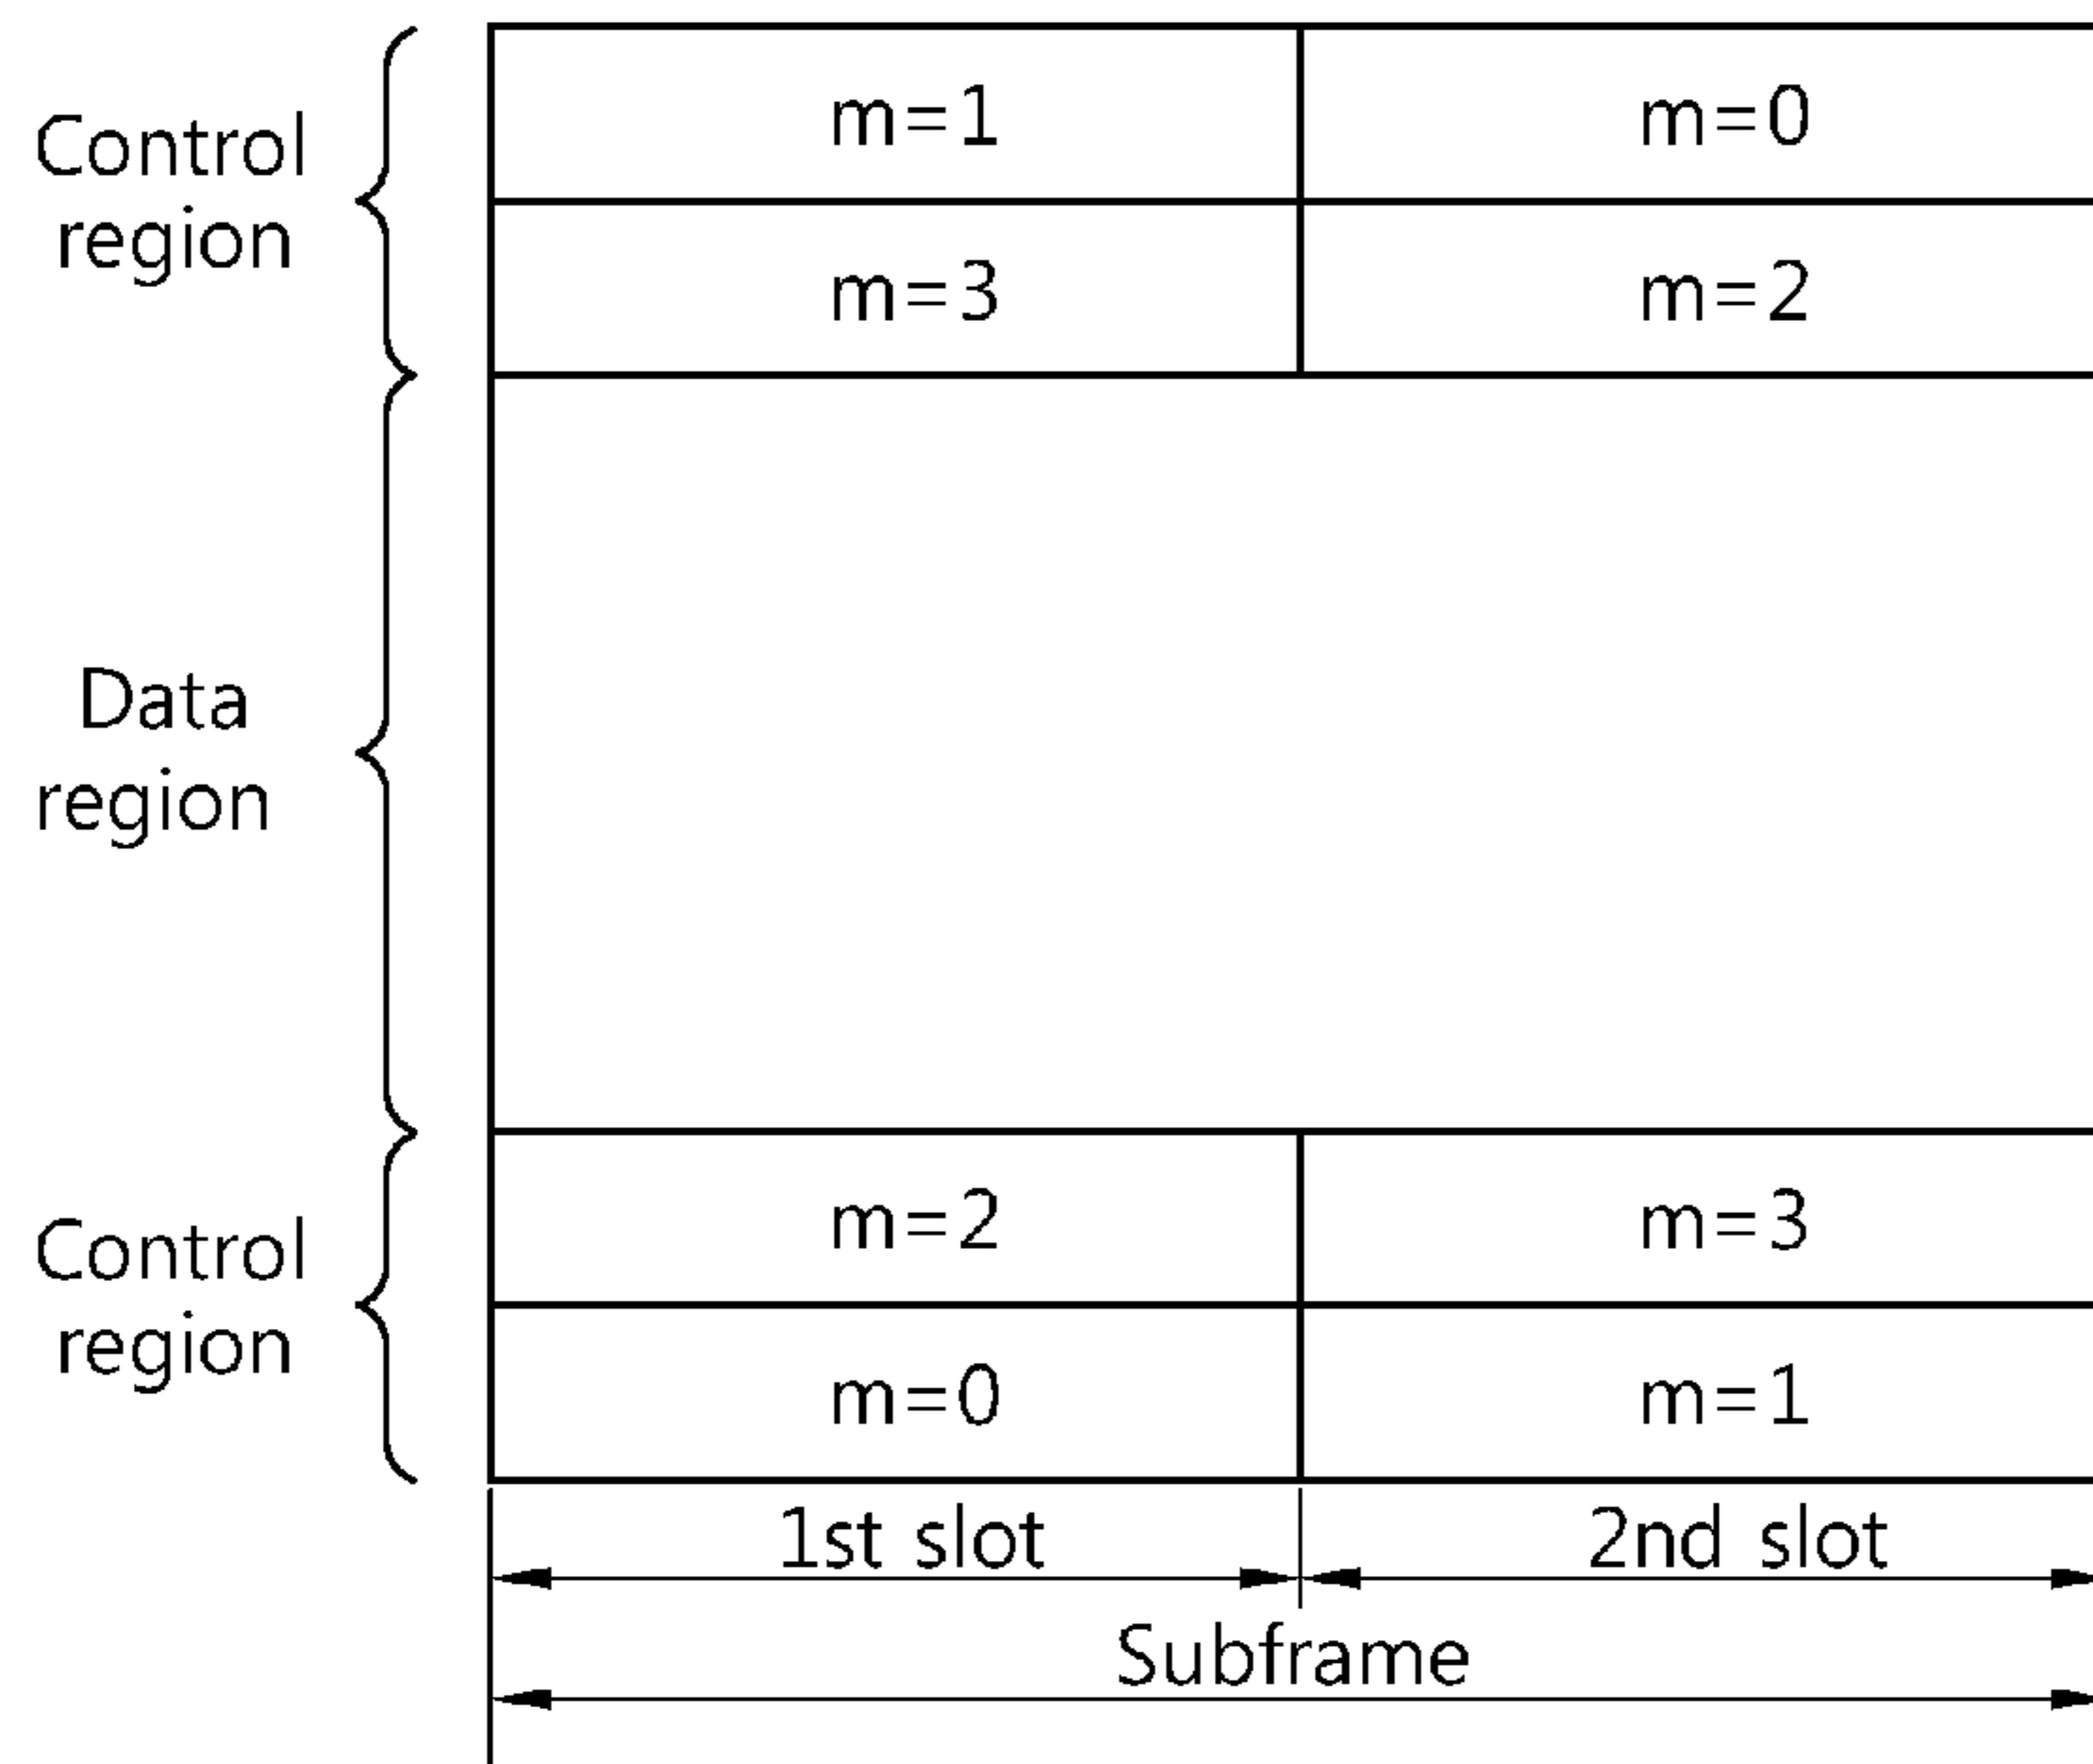 Control
region
m=1
m=0
m=3
m=2
Data
region
Control
region
m=2
m=3
m=0
m=1
1st slot
2nd slot
Subframe